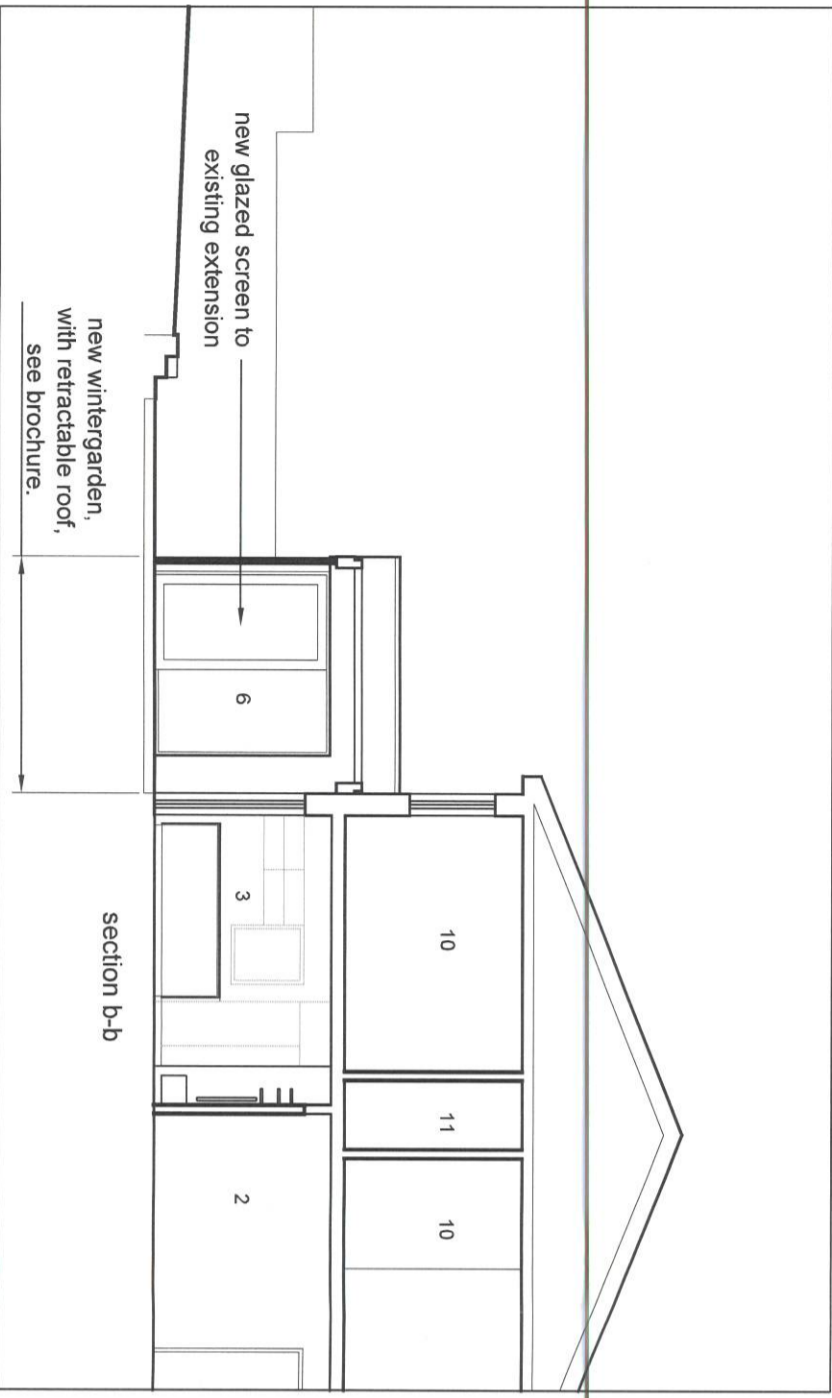 10
11
10
new glazed screen to
existing extension
6
3
2
new wintergarden,
with retractable roof,
see brochure.
section b-b